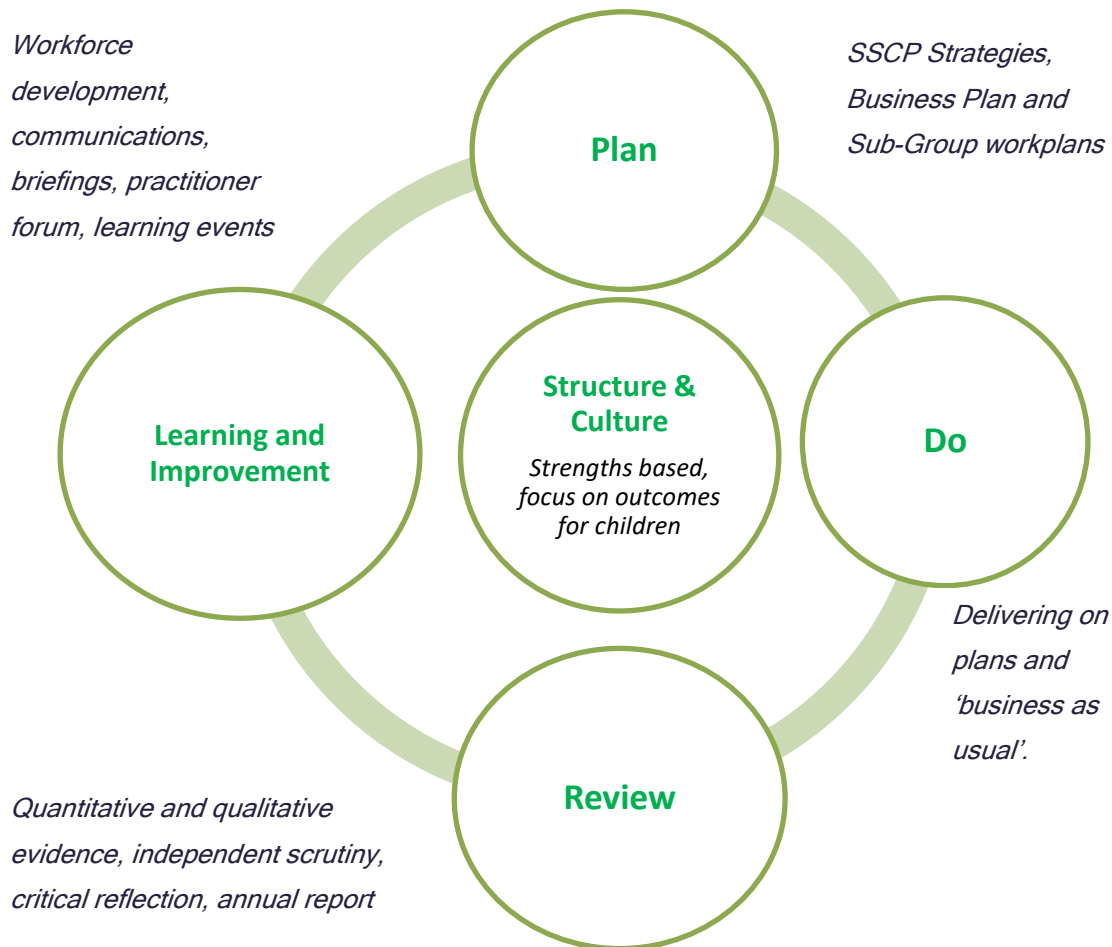 Workforce
development,
communications,
briefings, practitioner
forum, learning events
Plan
SSCP Strategies,
Business Plan and
Sub-Group workplans
Learning and
Improvement
Structure &
Culture
Strengths based,
focus on outcomes
for children
Do
Delivering on
plans and
‘business as
usual’.
Review
Quantitative and qualitative
evidence, independent scrutiny,
critical reflection, annual report